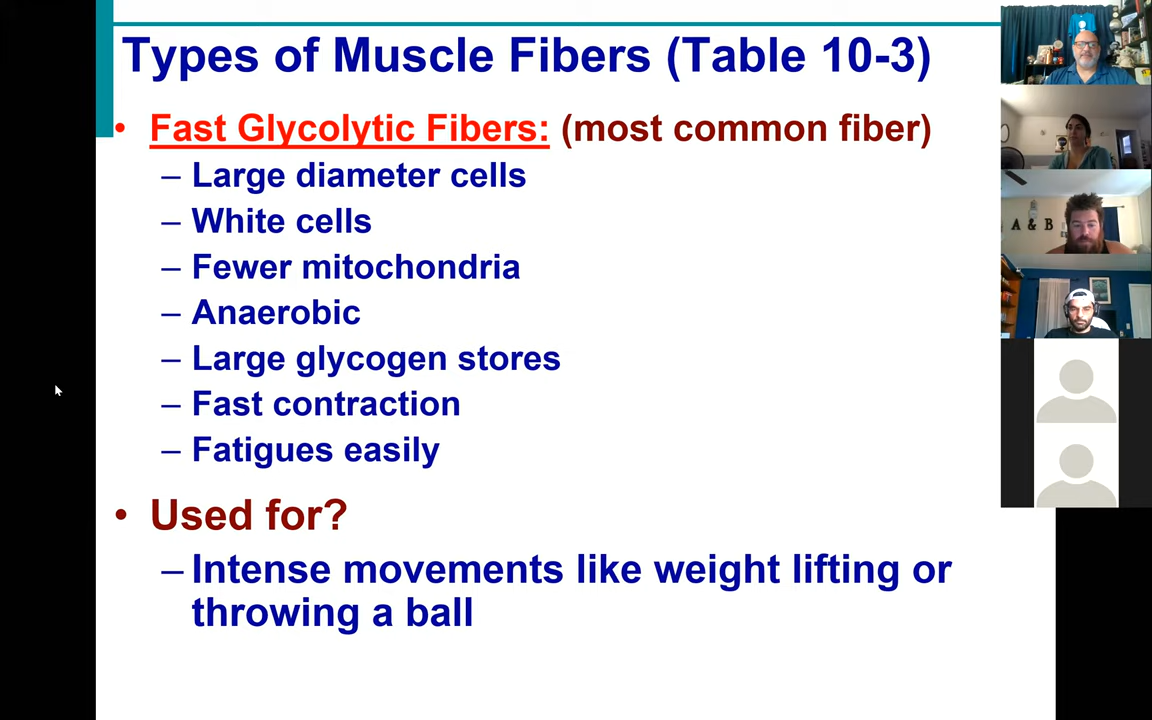 Types of Muscle Fibers (Table 10-3)
• Fast Glycolytic Fibers: (most common fiber)
– Large diameter cells
– White cells
– Fewer mitochondria
– Anaerobic
– Large glycogen stores
– Fast contraction
– Fatigues easily
• Used for?
– Intense movements like weight lifting or
throwing a ball
A & B